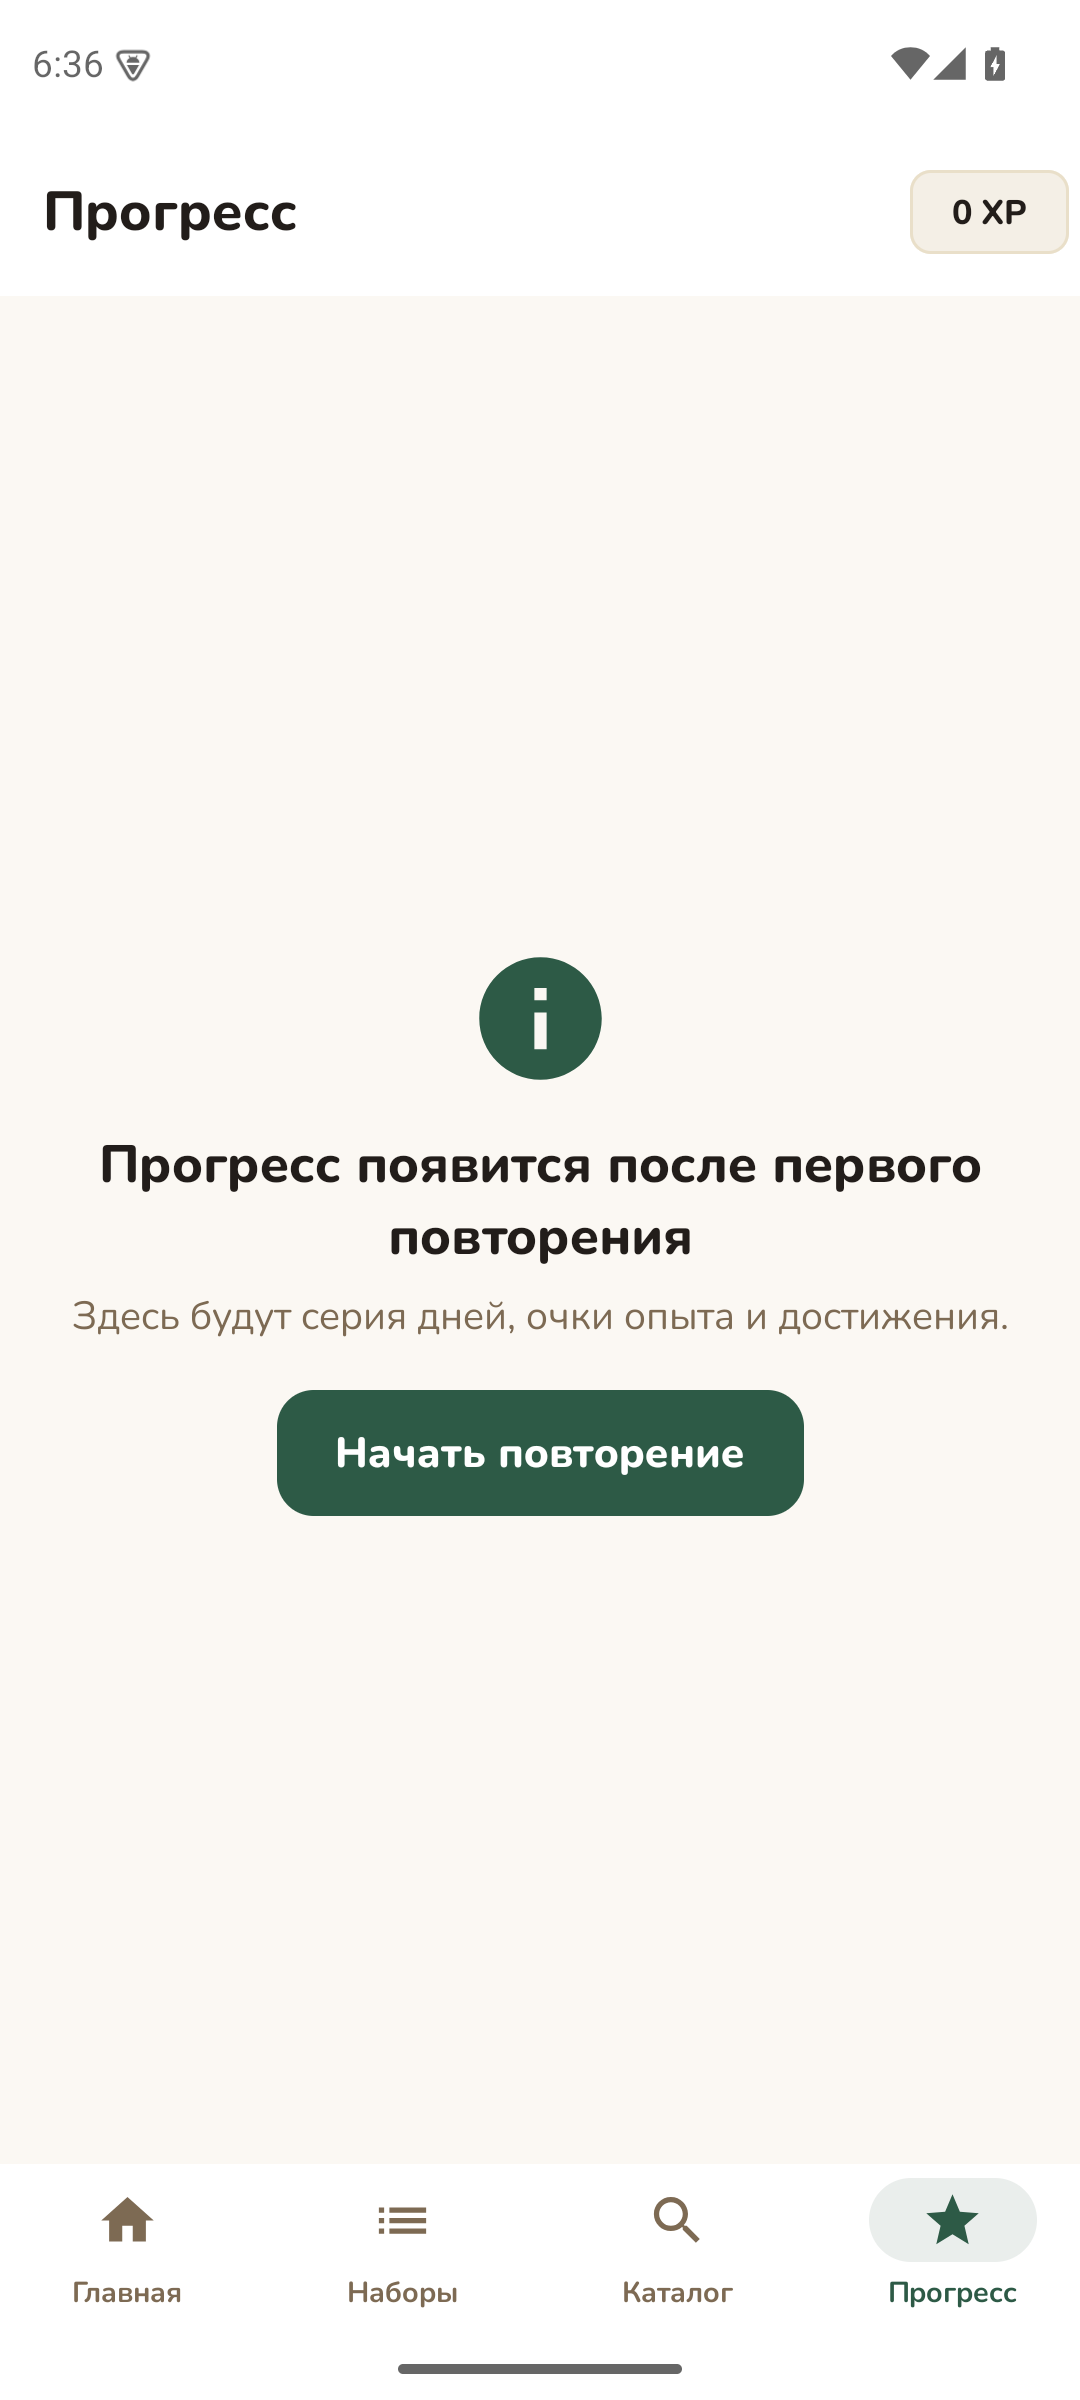 6:36
Прогресс
0 XP
Прогресс появится после первого
повторения
Здесь будут серия дней, очки опыта и достижения.
Начать повторение
Главная
Наборы
Каталог
Прогресс